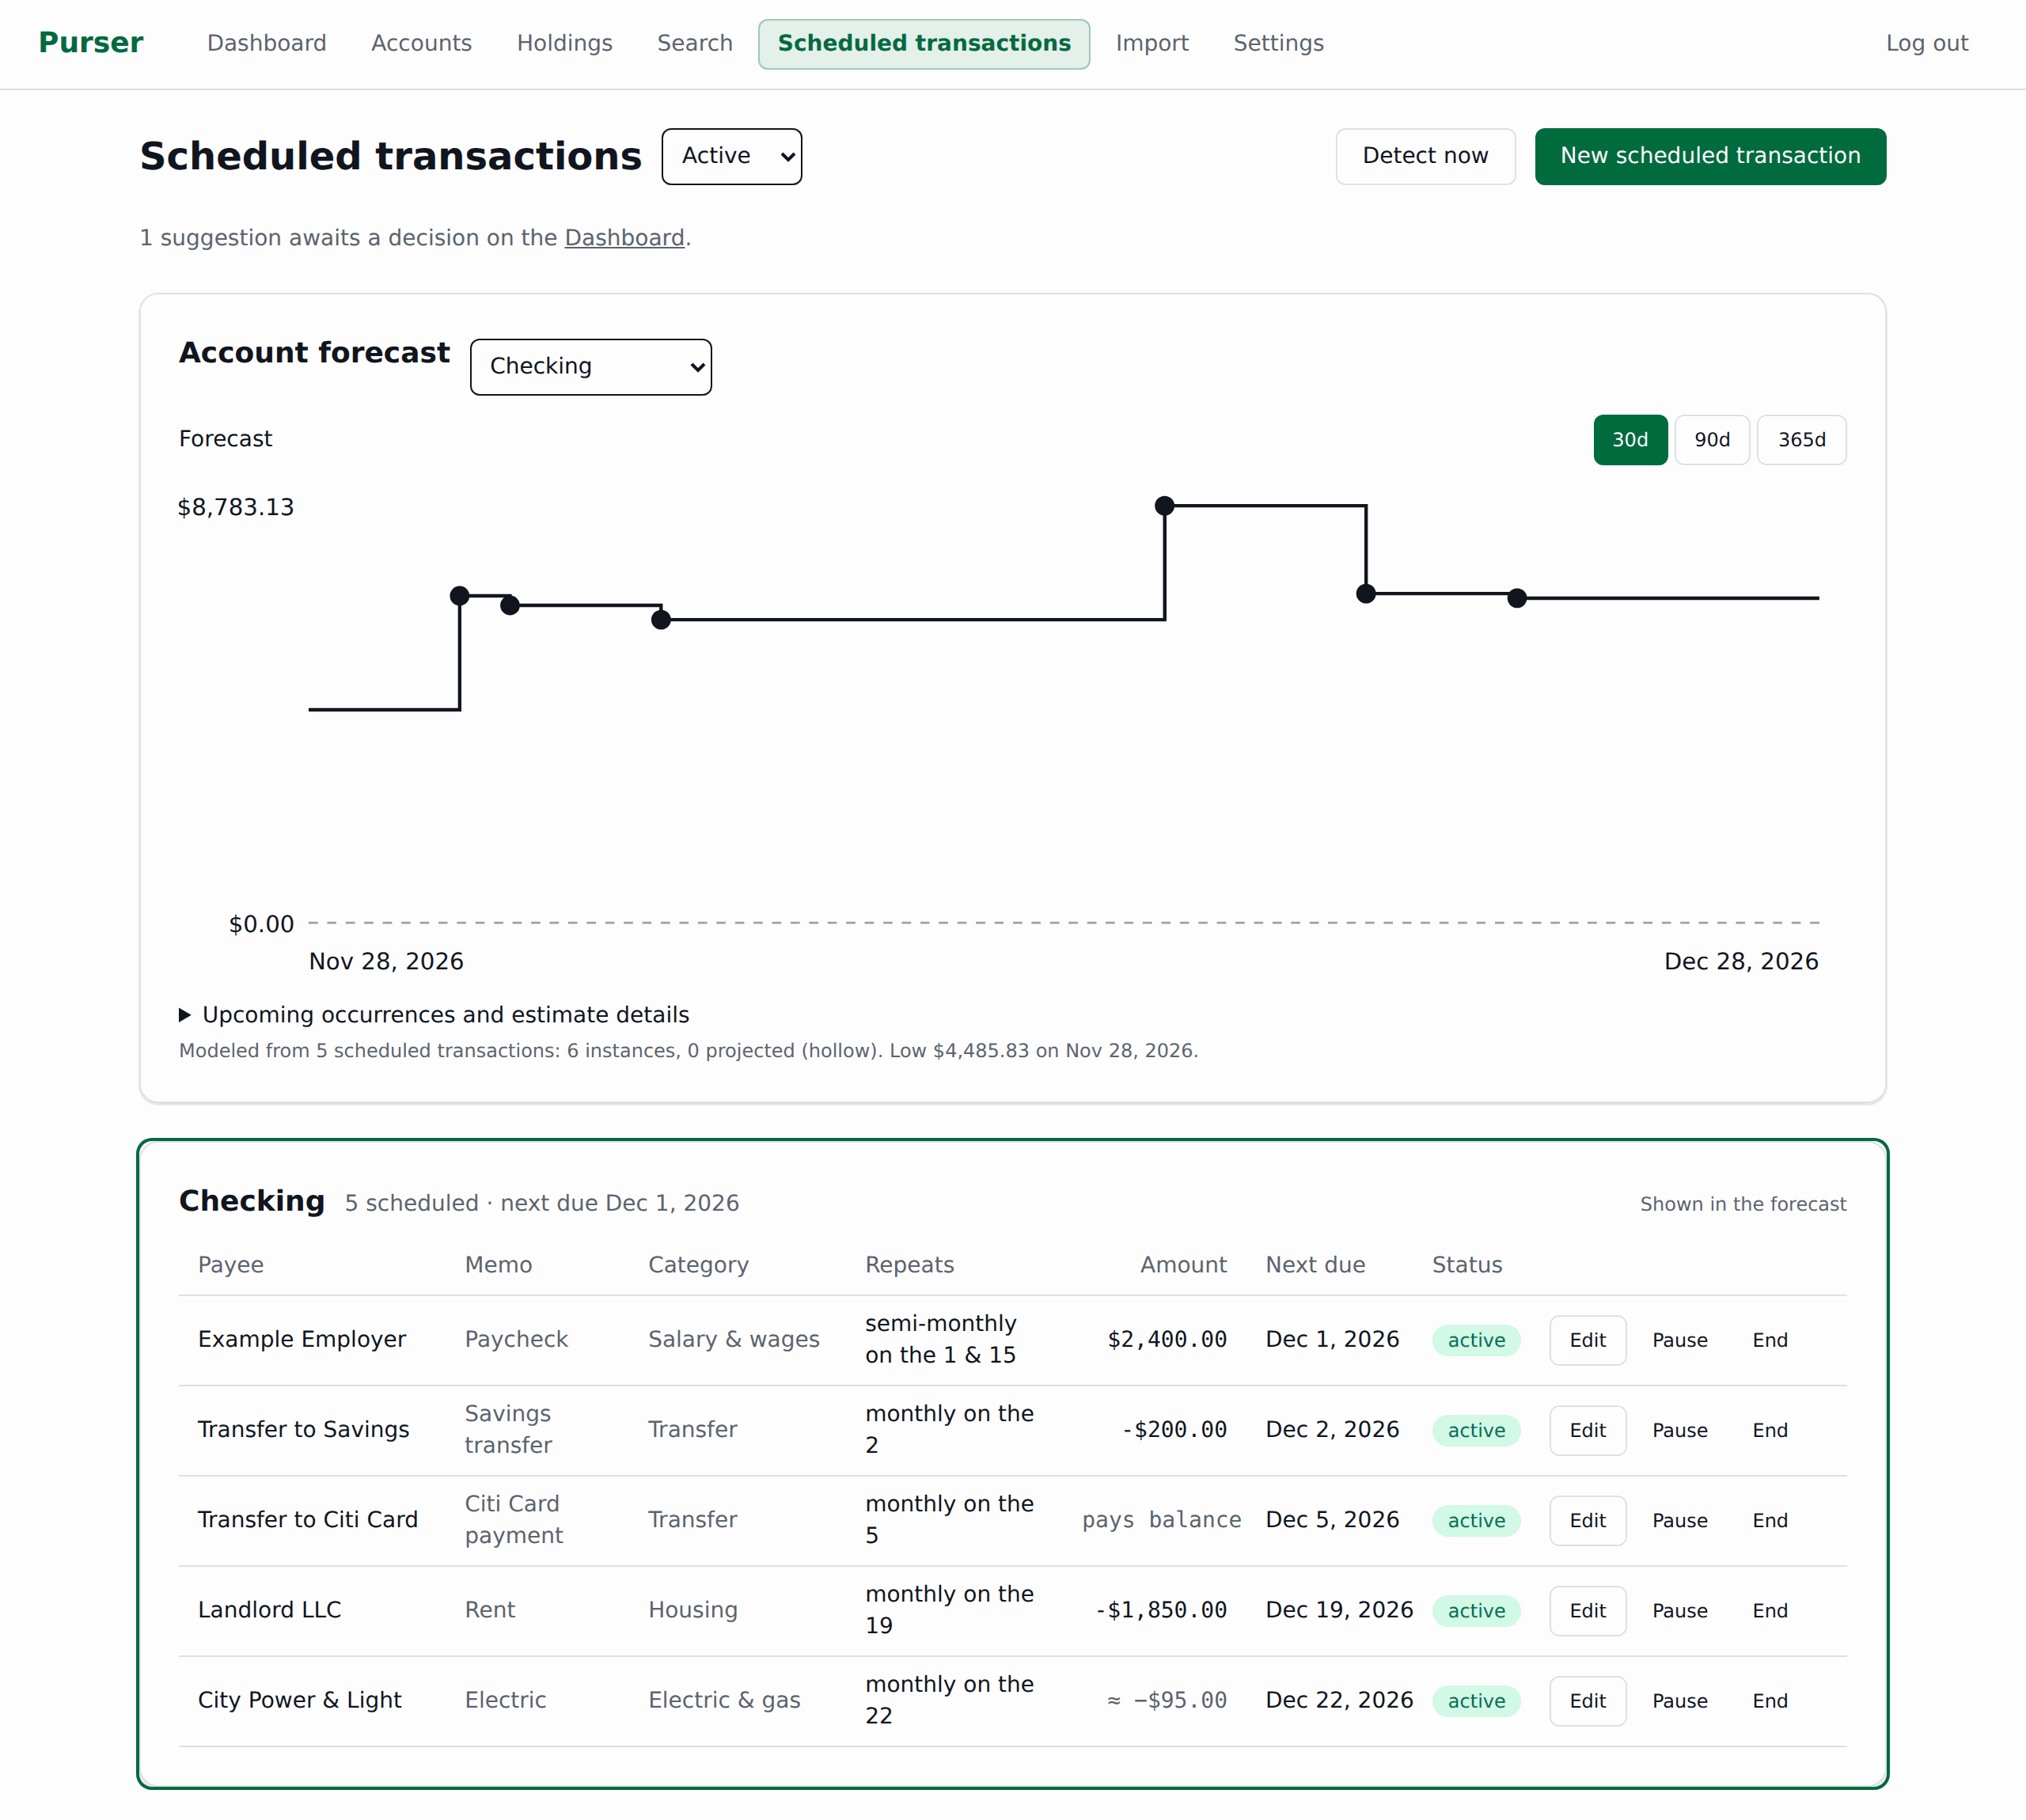 Purser Dashboard Accounts Holdings Search Scheduled transactions Import Settings Log out
Scheduled transactions Active Detect now New scheduled transaction
1 suggestion awaits a decision on the Dashboard.
Account forecast Checking
Forecast 30d 90d 365d
$8,783.13
$0.00
Nov 28, 2026 Dec 28, 2026
Upcoming occurrences and estimate details
Modeled from 5 scheduled transactions: 6 instances, 0 projected (hollow). Low $4,485.83 on Nov 28, 2026.
Checking 5 scheduled · next due Dec 1, 2026 Shown in the forecast
Payee Memo Category Repeats Amount Next due Status
Example Employer Paycheck Salary & wages semi-monthly on the 1 & 15 $2,400.00 Dec 1, 2026 active Edit Pause End
Transfer to Savings Savings transfer Transfer monthly on the 2 -$200.00 Dec 2, 2026 active Edit Pause End
Transfer to Citi Card Citi Card payment Transfer monthly on the 5 pays balance Dec 5, 2026 active Edit Pause End
Landlord LLC Rent Housing monthly on the 19 -$1,850.00 Dec 19, 2026 active Edit Pause End
City Power & Light Electric Electric & gas monthly on the 22 ≈ −$95.00 Dec 22, 2026 active Edit Pause End